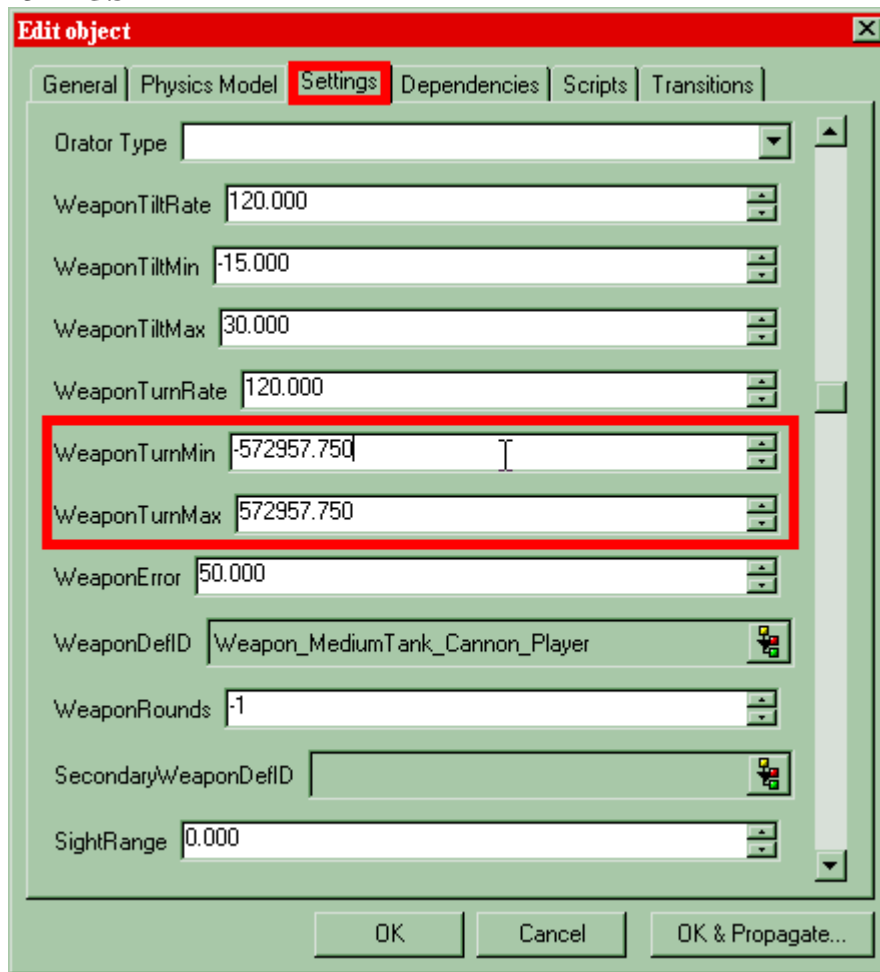 Edit object
General Physics Model Settings Dependencies Scripts Transitions
Orator Type
WeaponTiltRate 120.000
WeaponTiltMin -15.000
WeaponTiltMax 30.000
WeaponTurnRate 120.000
WeaponTurnMin -572957.750
WeaponTurnMax 572957.750
WeaponError 50.000
WeaponDefID Weapon_MediumTank_Cannon_Player
WeaponRounds -1
SecondaryWeaponDefID
SightRange 0.000
OK Cancel OK & Propagate...